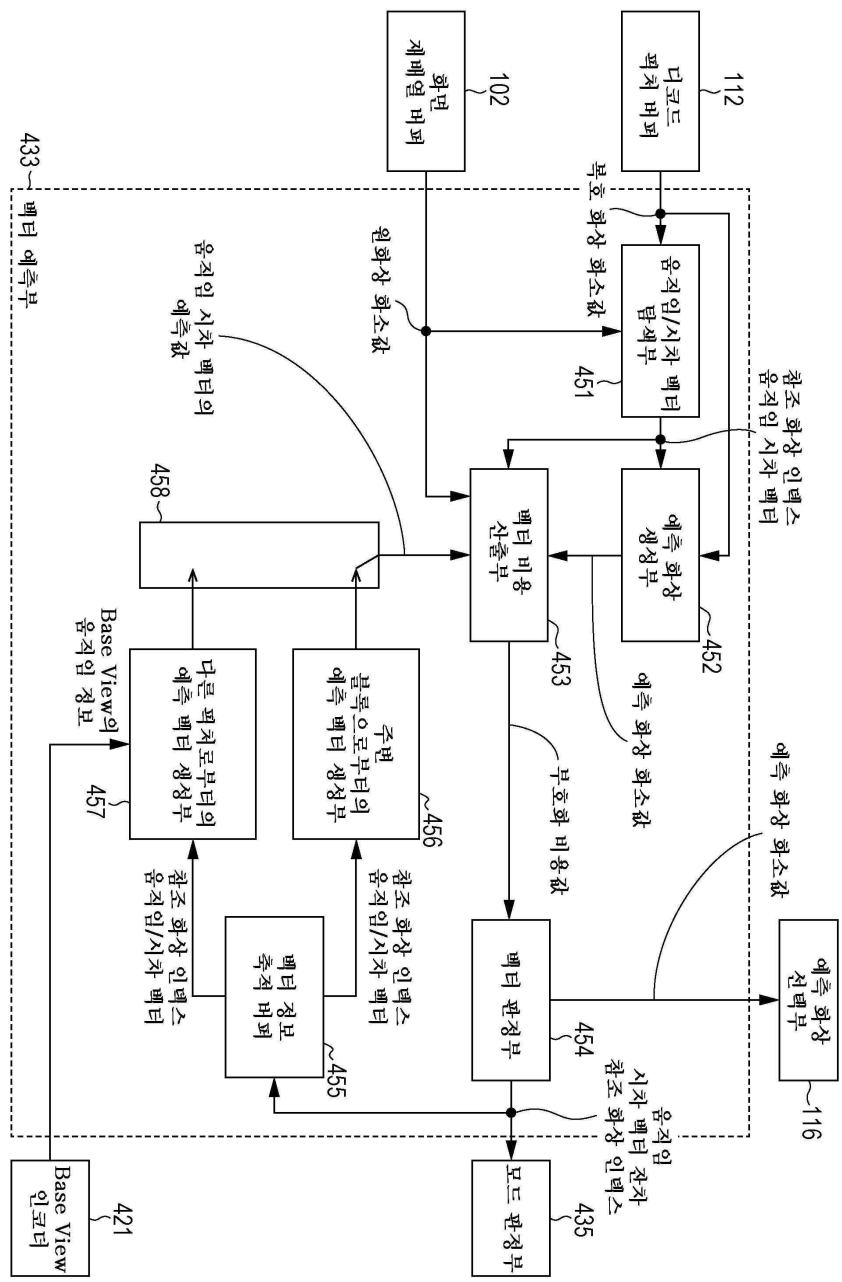 433
벡터 예측부
화면
재배열 버퍼
102
디코드
픽처 버퍼
112
복호 화상 화소값
원화상 화소값
움직임/시차 벡터
탐색부
451
참조 화상 인덱스
움직임 시차 벡터
예측 화상
생성부
452
벡터 비용
산출부
453
예측 화상 화소값
움직임 시차 벡터의
예측값
458
부호화 비용값
예측 화상 화소값
주변
블록으로부터의
예측 벡터 생성부
456
다른 픽처로부터의
예측 벡터 생성부
457
Base View의
움직임 정보
참조 화상 인덱스
움직임/시차 벡터
참조 화상 인덱스
움직임/시차 벡터
벡터 정보
축적 버퍼
455
벡터 판정부
454
예측 화상
선택부
116
움직임
시차 벡터 잔차
참조 화상 인덱스
모드 판정부
435
Base View
인코더
421